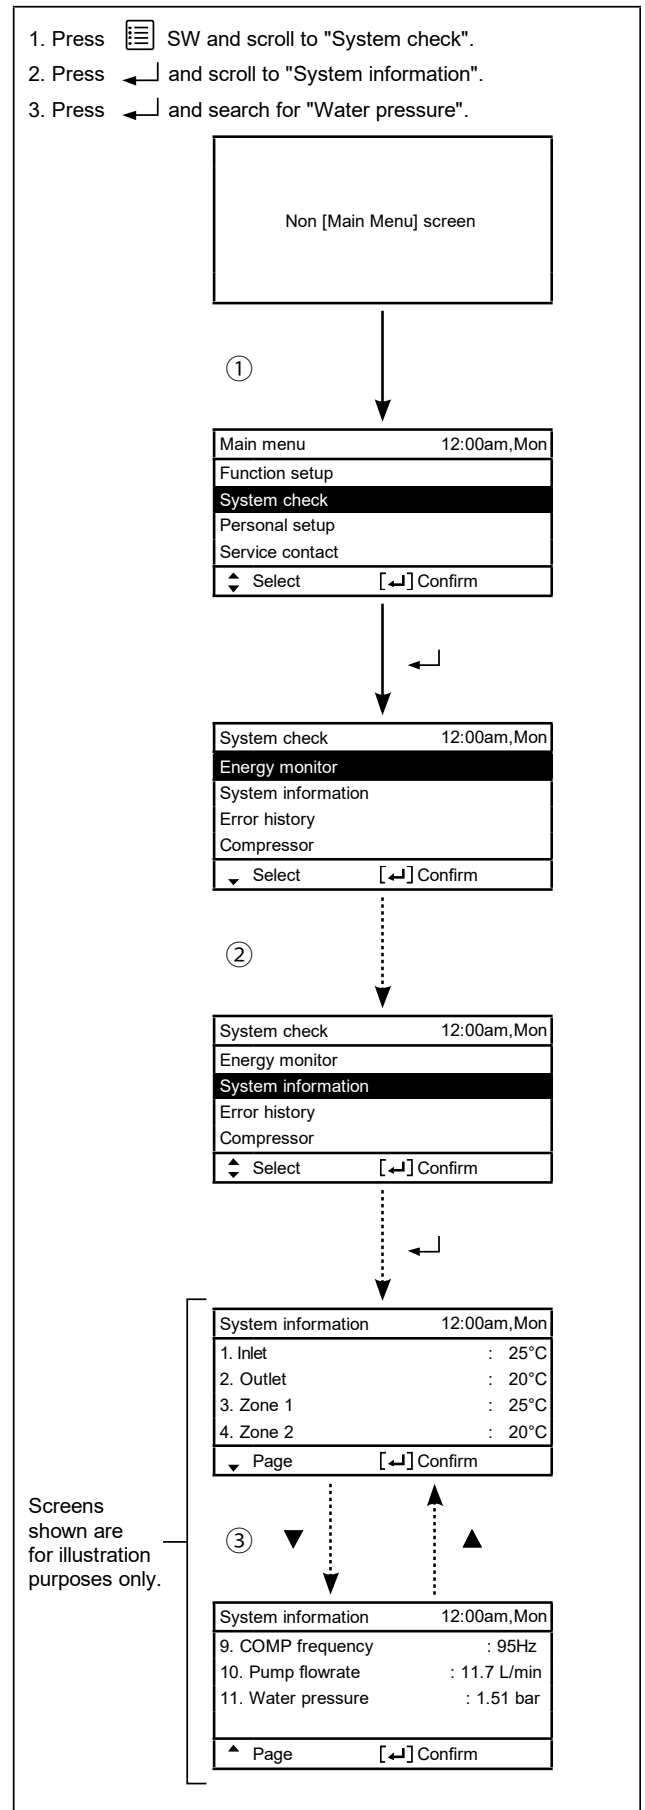 1. Press SW and scroll to "System check".
2. Press and scroll to "System information".
3. Press and search for "Water pressure".
Non [Main Menu] screen
①
Main menu 12:00am,Mon
Function setup
System check
Personal setup
Service contact
Select [↵] Confirm
System check 12:00am,Mon
Energy monitor
System information
Error history
Compressor
Select [↵] Confirm
②
System check 12:00am,Mon
Energy monitor
System information
Error history
Compressor
Select [↵] Confirm
System information 12:00am,Mon
1. Inlet : 25°C
2. Outlet : 20°C
3. Zone 1 : 25°C
4. Zone 2 : 20°C
Page [↵] Confirm
Screens
shown are
for illustration
purposes only.
③ ▼ ▲
System information 12:00am,Mon
9. COMP frequency : 95Hz
10. Pump flowrate : 11.7 L/min
11. Water pressure : 1.51 bar
Page [↵] Confirm